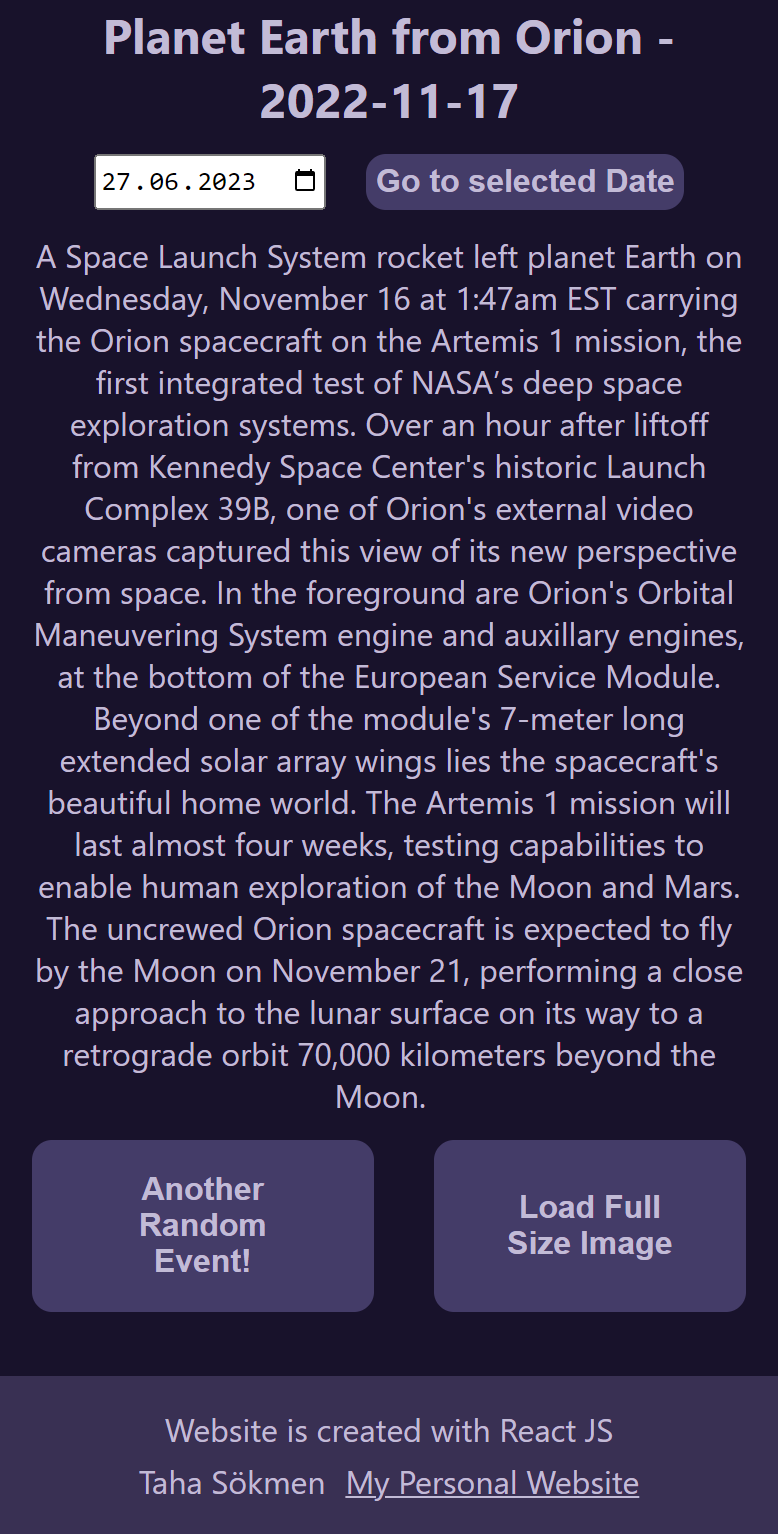 Planet Earth from Orion -
2022-11-17
27.06.2023
Go to selected Date
A Space Launch System rocket left planet Earth on
Wednesday, November 16 at 1:47am EST carrying
the Orion spacecraft on the Artemis 1 mission, the
first integrated test of NASA’s deep space
exploration systems. Over an hour after liftoff
from Kennedy Space Center's historic Launch
Complex 39B, one of Orion's external video
cameras captured this view of its new perspective
from space. In the foreground are Orion's Orbital
Maneuvering System engine and auxillary engines,
at the bottom of the European Service Module.
Beyond one of the module's 7-meter long
extended solar array wings lies the spacecraft's
beautiful home world. The Artemis 1 mission will
last almost four weeks, testing capabilities to
enable human exploration of the Moon and Mars.
The uncrewed Orion spacecraft is expected to fly
by the Moon on November 21, performing a close
approach to the lunar surface on its way to a
retrograde orbit 70,000 kilometers beyond the
Moon.
Another
Random
Event!
Load Full
Size Image
Website is created with React JS
Taha Sökmen My Personal Website